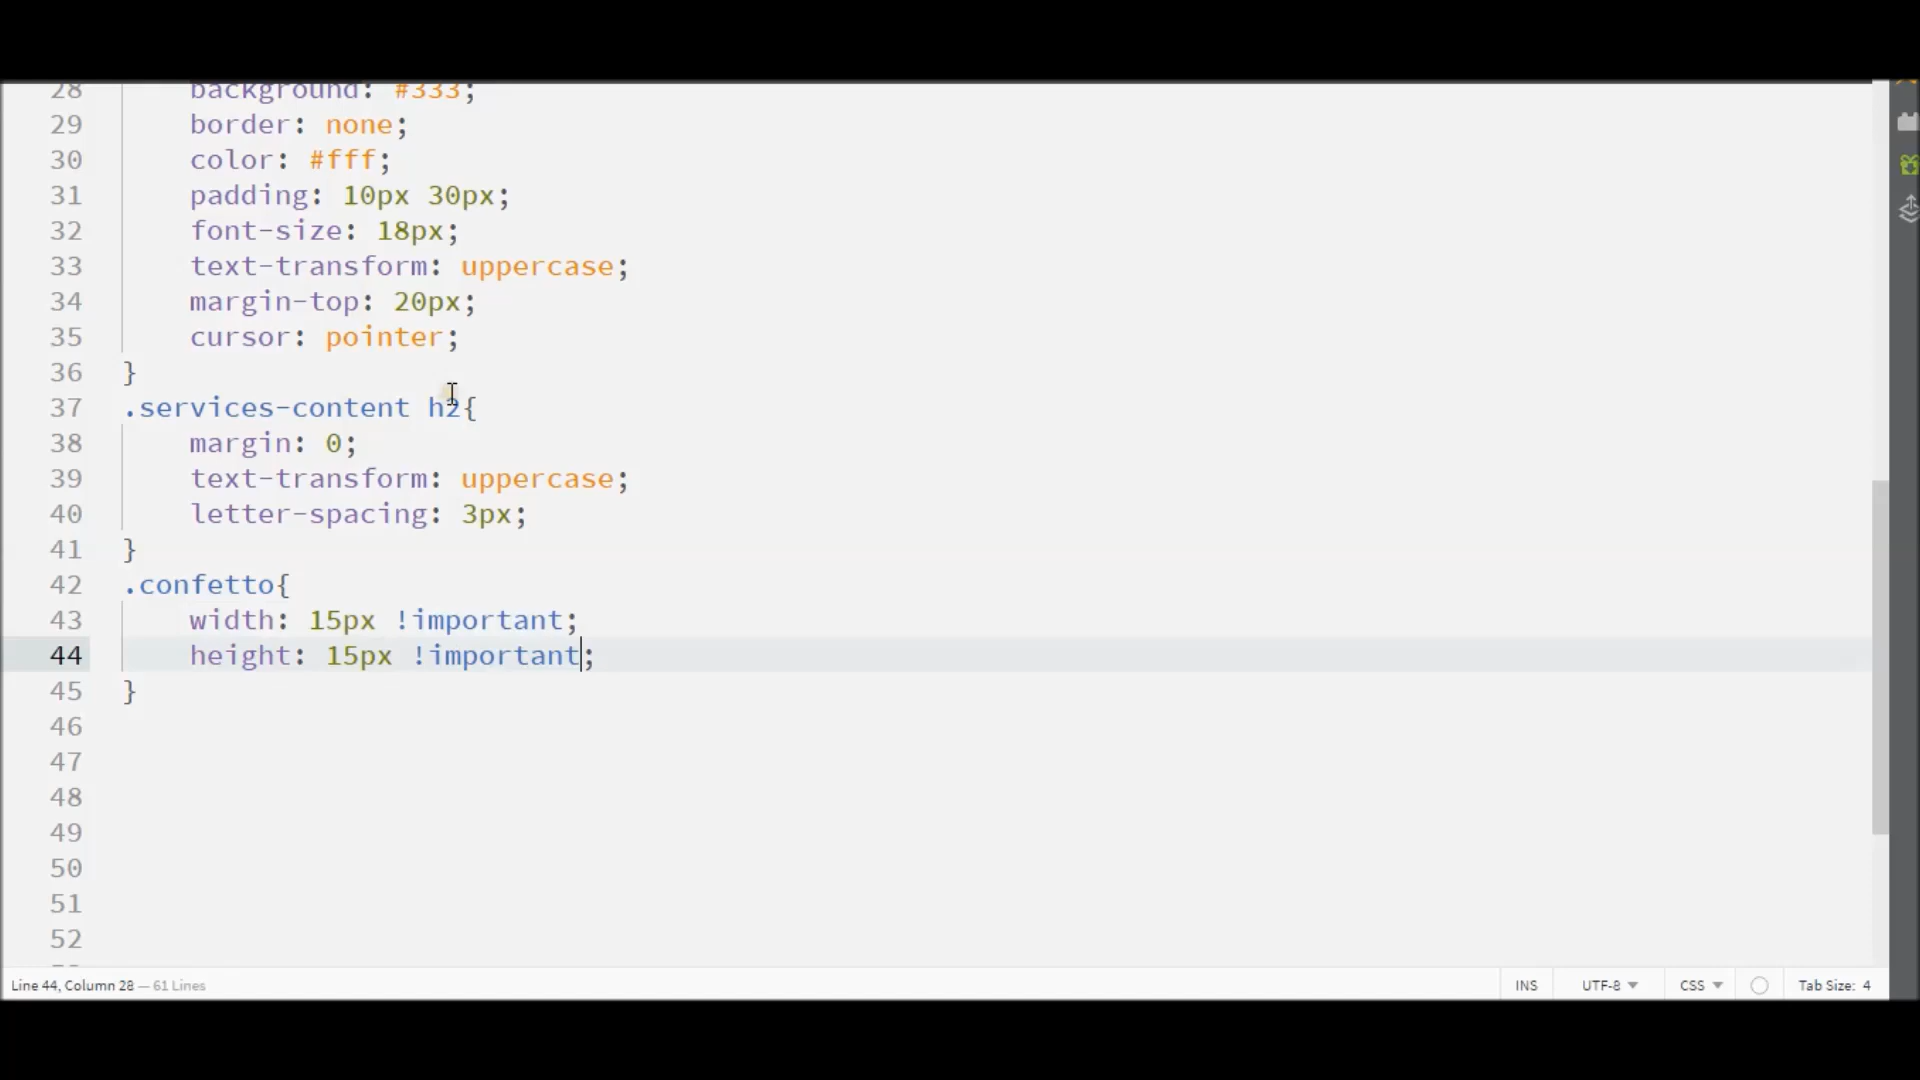 28 background: #333;
29 border: none;
30 color: #fff;
31 padding: 10px 30px;
32 font-size: 18px;
33 text-transform: uppercase;
34 margin-top: 20px;
35 cursor: pointer;
36 }
37 .services-content h2{
38 margin: 0;
39 text-transform: uppercase;
40 letter-spacing: 3px;
41 }
42 .confetto{
43 width: 15px !important;
44 height: 15px !important;
45 }
46
47
48
49
50
51
52
Line 44, Column 28 — 61 Lines INS UTF-8 CSS Tab Size: 4